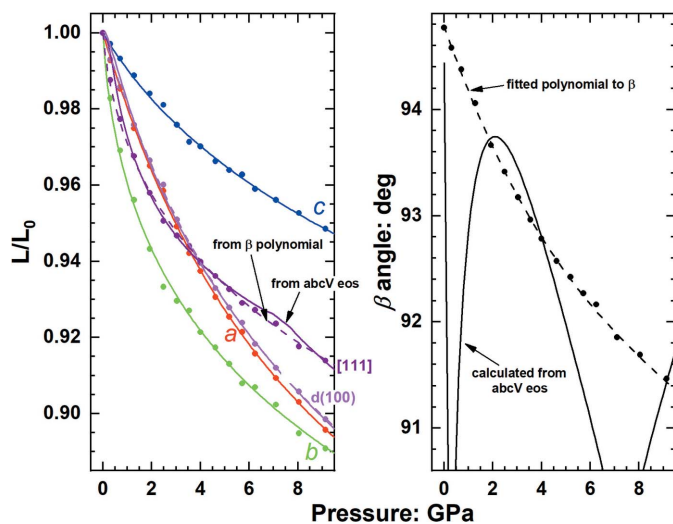 1.00
0.98
0.96
0.94
0.92
0.90
L/L0
0
2
4
6
8
c
from β polynomial
from abcV eos
a
[111]
d(100)
b
94
93
92
91
β angle: deg
0
2
4
6
8
fitted polynomial to β
calculated from
abcV eos
Pressure: GPa